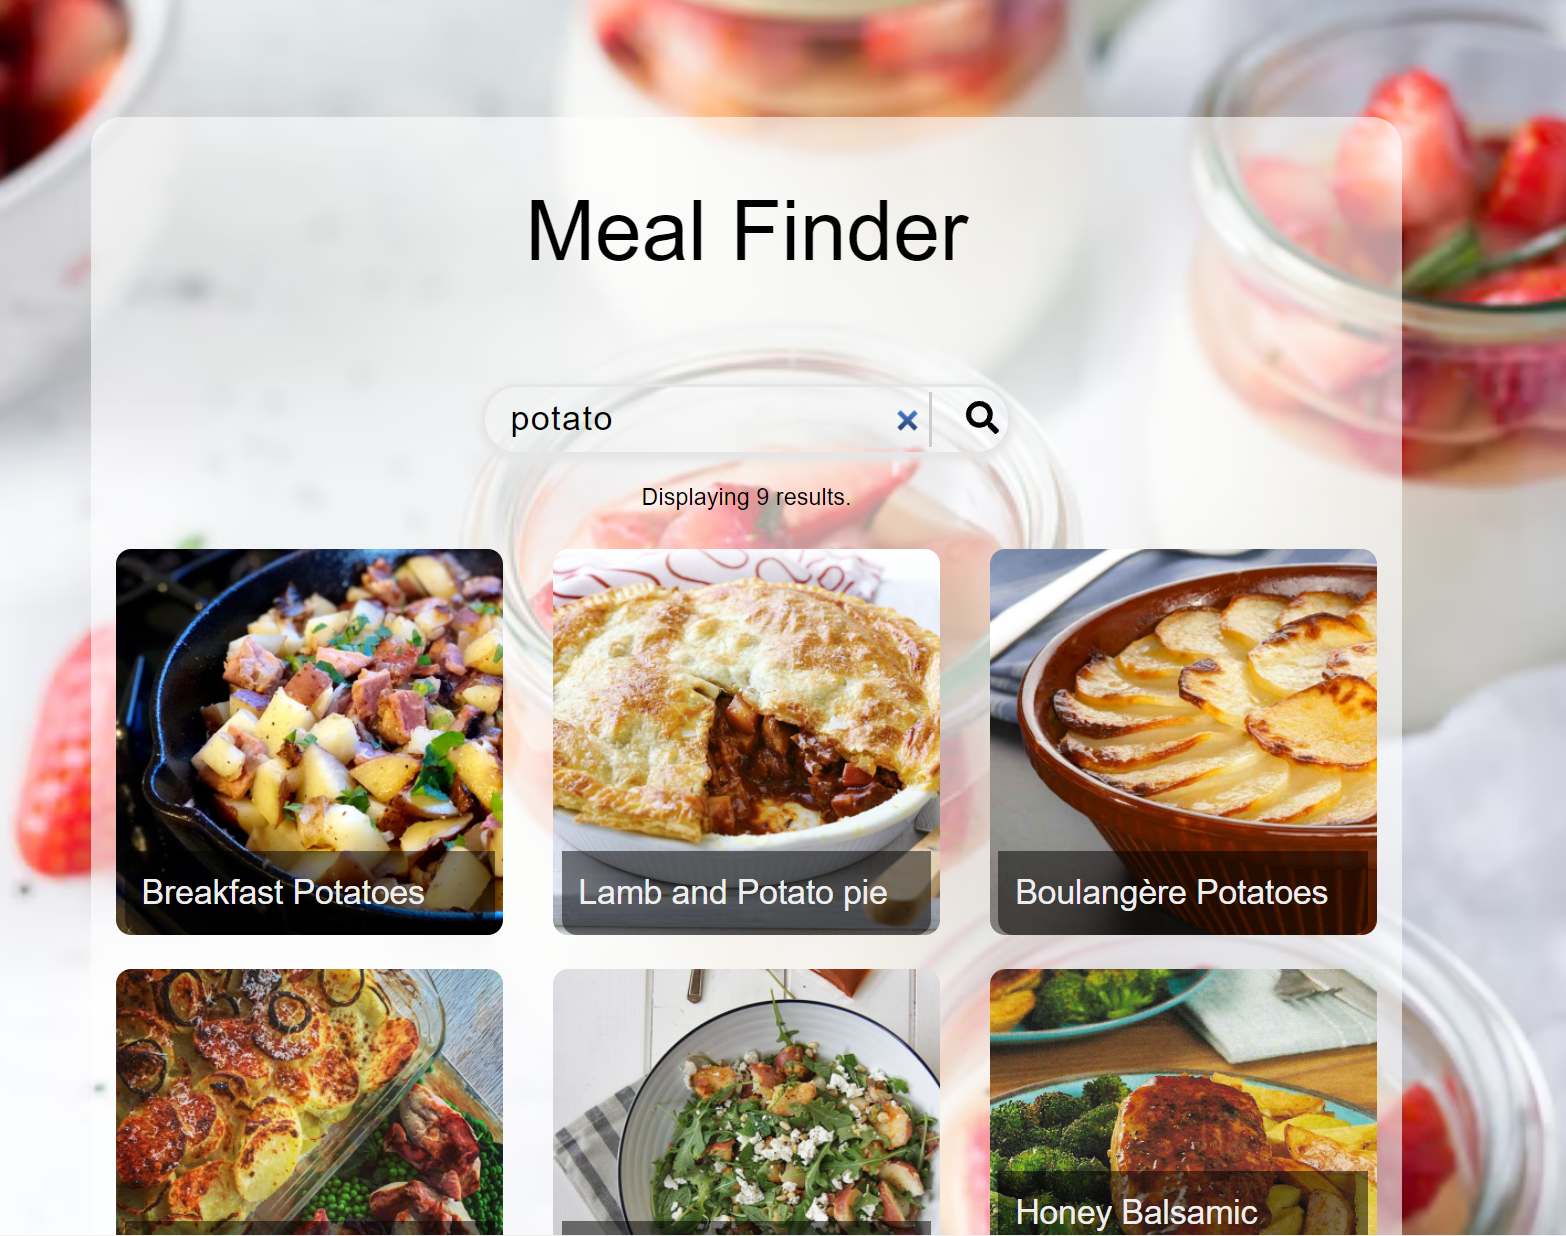 Meal Finder
potato
Displaying 9 results.
Breakfast Potatoes
Lamb and Potato pie
Boulangère Potatoes
Honey Balsamic